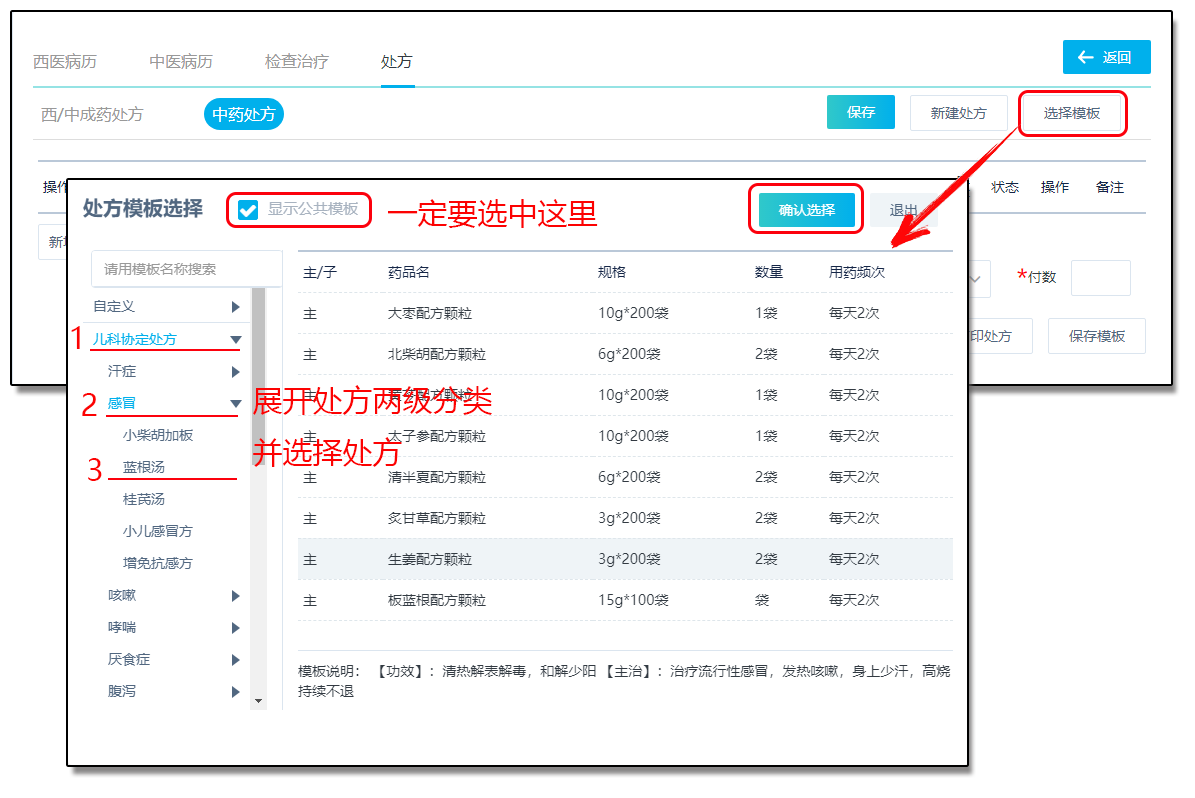 西医病历 中医病历 检查治疗 处方 返回
西/中成药处方 中药处方 保存 新建处方 选择模板
状态 操作 备注
处方模板选择 显示公共模板 一定要选中这里 确认选择 退出
请用模板名称搜索 主/子 药品名 规格 数量 用药频次
*付数
自定义 主 大枣配方颗粒 10g*200袋 1袋 每天2次
1 儿科协定处方
印处方 保存模板
主 北柴胡配方颗粒 6g*200袋 2袋 每天2次
汗症
10g*200袋 1袋 每天2次
2 感冒 展开处方两级分类
小柴胡加板 主 太子参配方颗粒 10g*200袋 1袋 每天2次
并选择处方
3 蓝根汤
主 清半夏配方颗粒 6g*200袋 2袋 每天2次
桂芮汤
主 炙甘草配方颗粒 3g*200袋 2袋 每天2次
小儿感冒方
增免抗感方 主 生姜配方颗粒 3g*200袋 2袋 每天2次
咳嗽 主 板蓝根配方颗粒 15g*100袋 袋 每天2次
哮喘
厌食症
模板说明： 【功效】：清热解表解毒，和解少阳 【主治】：治疗流行性感冒，发热咳嗽，身上少汗，高烧
持续不退
腹泻